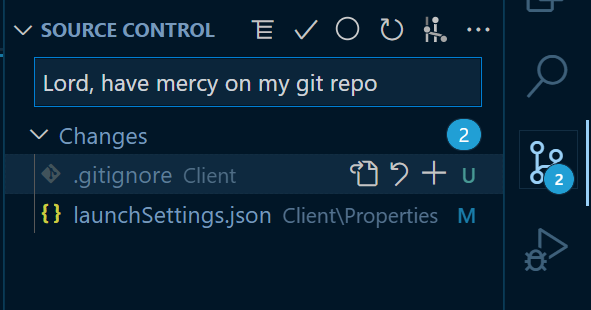 SOURCE CONTROL
Lord, have mercy on my git repo
Changes 2
.gitignore Client U
{} launchSettings.json Client\Properties M
2